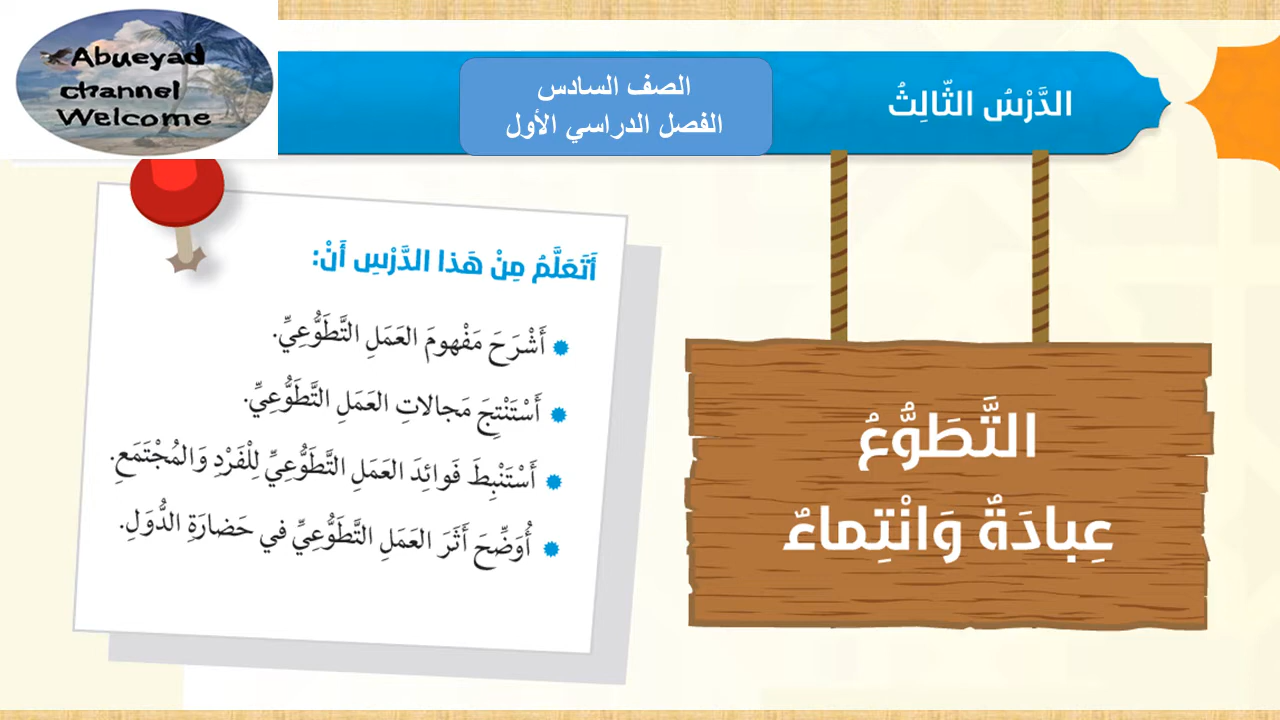 Abueyad
channel
Welcome
الدَّرْسُ الثّالِثُ
الصف السادس
الفصل الدراسي الأول
التَّطَوُّعُ
عِبادَةٌ وَانْتِماءٌ
أَتَعَلَّمُ مِنْ هَذا الدَّرْسِ أَنْ:
أَشْرَحَ مَفْهومَ العَمَلِ التَّطَوُّعِيِّ.
أَسْتَنْتِجَ مَجالاتِ العَمَلِ التَّطَوُّعِيِّ.
أَسْتَنْبِطَ فَوائِدَ العَمَلِ التَّطَوُّعِيِّ لِلْفَرْدِ وَالمُجْتَمَعِ.
أُوَضِّحَ أَثَرَ العَمَلِ التَّطَوُّعِيِّ في حَضارَةِ الدُّوَلِ.